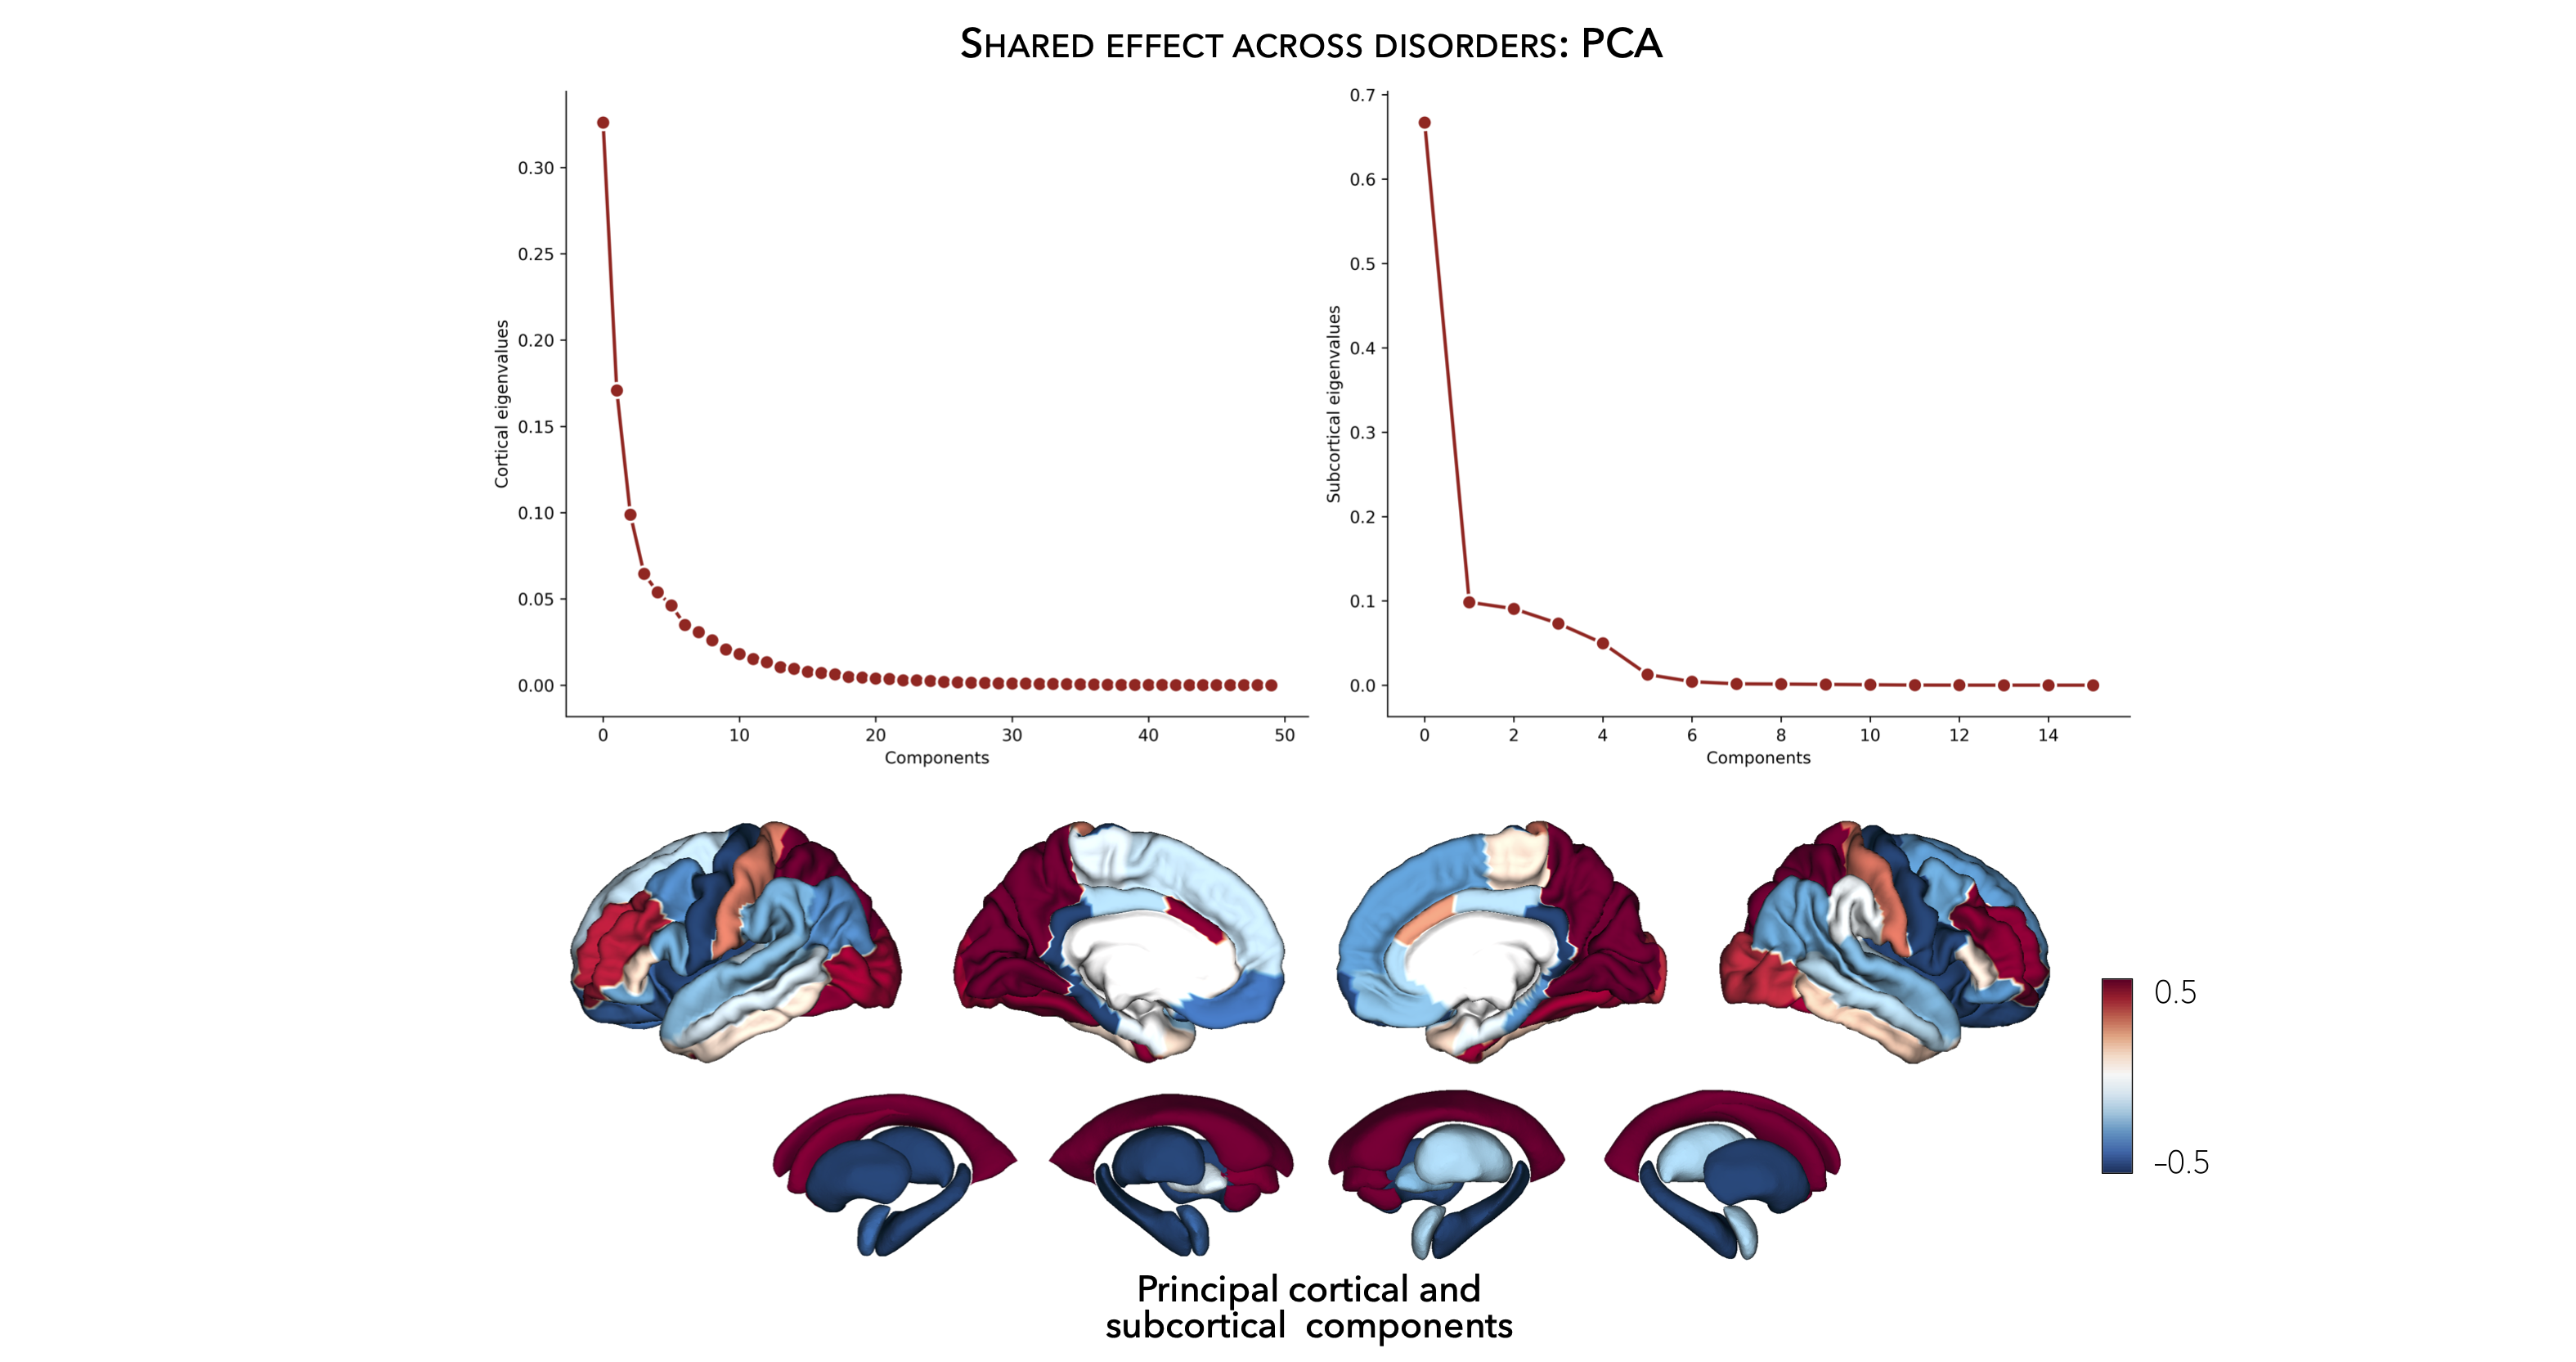 SHARED EFFECT ACROSS DISORDERS: PCA
Cortical eigenvalues
0.30
0.25
0.20
0.15
0.10
0.05
0.00
0 10 20 30 40 50
Components
Subcortical eigenvalues
0.7
0.6
0.5
0.4
0.3
0.2
0.1
0.0
0 2 4 6 8 10 12 14
Components
0.5
-0.5
Principal cortical and
subcortical components